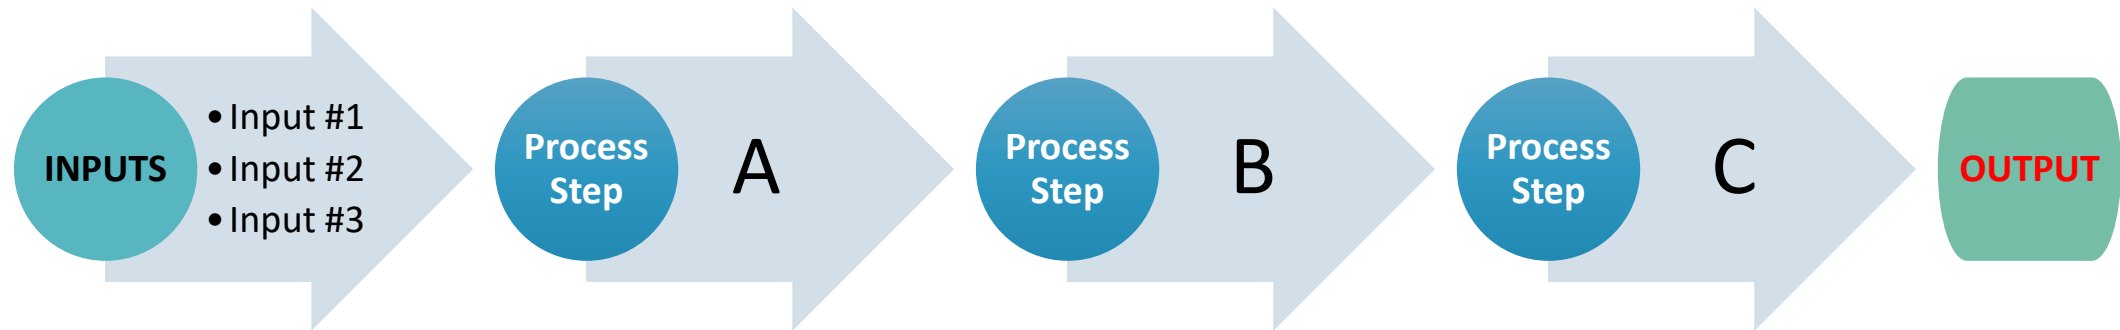 INPUTS
• Input #1
• Input #2
• Input #3
Process
Step
A
Process
Step
B
Process
Step
C
OUTPUT